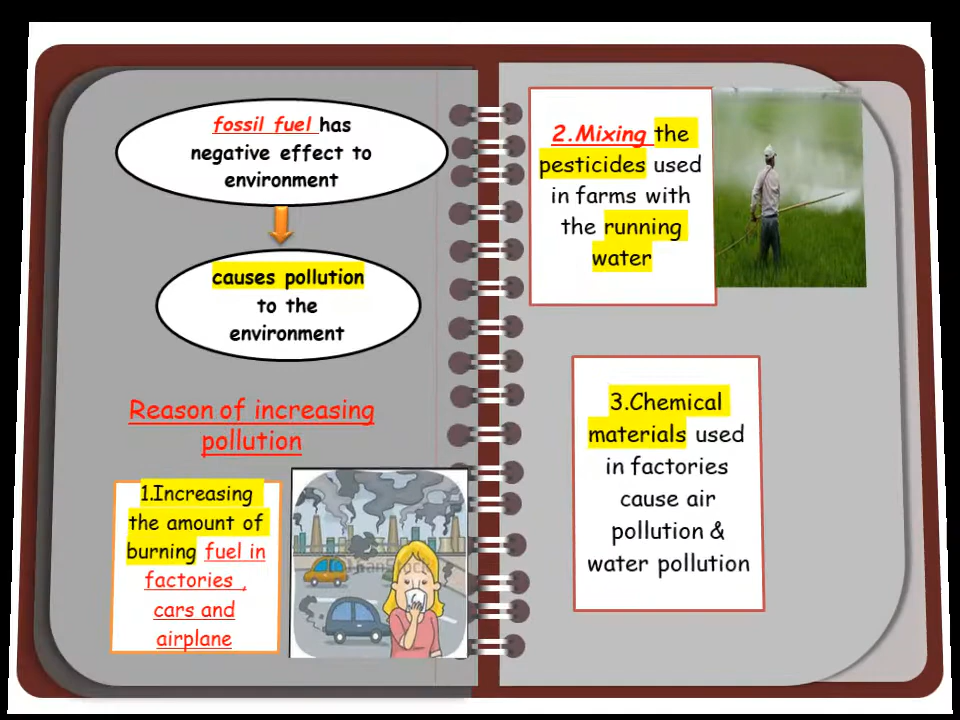 fossil fuel has
negative effect to
environment
causes pollution
to the
environment
Reason of increasing
pollution
1.Increasing
the amount of
burning fuel in
factories ,
cars and
airplane
2.Mixing the
pesticides used
in farms with
the running
water
3.Chemical
materials used
in factories
cause air
pollution &
water pollution